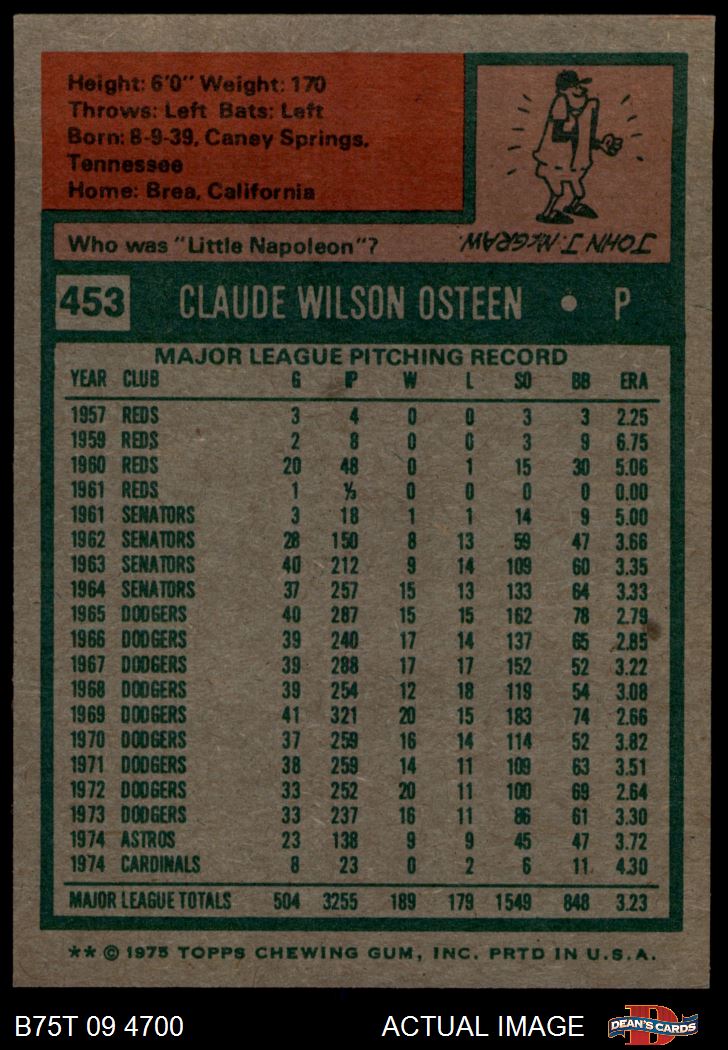 Height: 6'0" Weight: 170
Throws: Left Bats: Left
Born: 8-9-39, Caney Springs,
Tennessee
Home: Brea, California
Who was "Little Napoleon"?
JOHN J. McGRAW.
453 CLAUDE WILSON OSTEEN • P
MAJOR LEAGUE PITCHING RECORD
YEAR CLUB G IP W L SO BB ERA
1957 REDS 3 4 0 0 3 3 2.25
1959 REDS 2 8 0 0 3 9 6.75
1960 REDS 20 48 0 1 15 30 5.06
1961 REDS 1 ⅓ 0 0 0 0 0.00
1961 SENATORS 3 18 1 1 14 9 5.00
1962 SENATORS 28 150 8 13 59 47 3.66
1963 SENATORS 40 212 9 14 109 60 3.35
1964 SENATORS 37 257 15 13 133 64 3.33
1965 DODGERS 40 287 15 15 162 78 2.79
1966 DODGERS 39 240 17 14 137 65 2.85
1967 DODGERS 39 288 17 17 152 52 3.22
1968 DODGERS 39 254 12 18 119 54 3.08
1969 DODGERS 41 321 20 15 183 74 2.66
1970 DODGERS 37 259 16 14 114 52 3.82
1971 DODGERS 38 259 14 11 109 63 3.51
1972 DODGERS 33 252 20 11 100 69 2.64
1973 DODGERS 33 237 16 11 86 61 3.30
1974 ASTROS 23 138 9 9 45 47 3.72
1974 CARDINALS 8 23 0 2 6 11 4.30
MAJOR LEAGUE TOTALS 504 3255 189 179 1549 848 3.23
** © 1975 TOPPS CHEWING GUM, INC. PRTD IN U.S.A.
B75T 09 4700 ACTUAL IMAGE DEAN'S CARDS